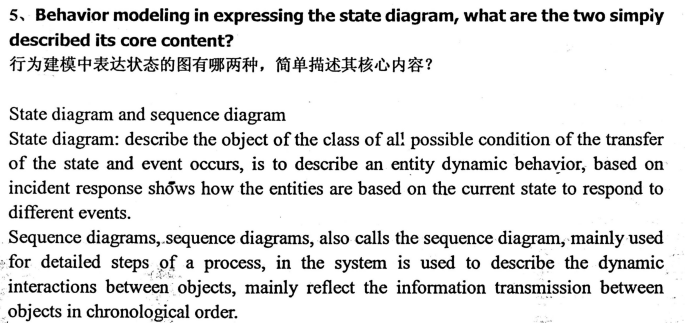 5、Behavior modeling in expressing the state diagram, what are the two simply
described its core content?
行为建模中表达状态的图有哪两种，简单描述其核心内容？
State diagram and sequence diagram
State diagram: describe the object of the class of all possible condition of the transfer
of the state and event occurs, is to describe an entity dynamic behavior, based on
incident response shows how the entities are based on the current state to respond to
different events.
Sequence diagrams, sequence diagrams, also calls the sequence diagram, mainly used
for detailed steps of a process, in the system is used to describe the dynamic
interactions between objects, mainly reflect the information transmission between
objects in chronological order.